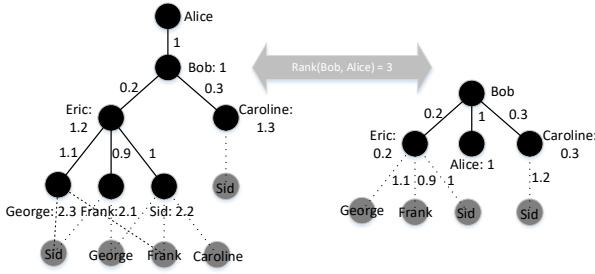 Alice
1
Bob: 1
0.2
0.3
Eric:
1.2
Caroline:
1.3
1.1
0.9
1
Sid
George: 2.3
Frank:2.1
Sid: 2.2
Sid
George
Frank
Caroline
Rank(Bob, Alice) = 3
Bob
0.2
1
0.3
Eric:
0.2
Alice: 1
Caroline:
0.3
1.1
0.9
1
1.2
George
Frank
Sid
Sid